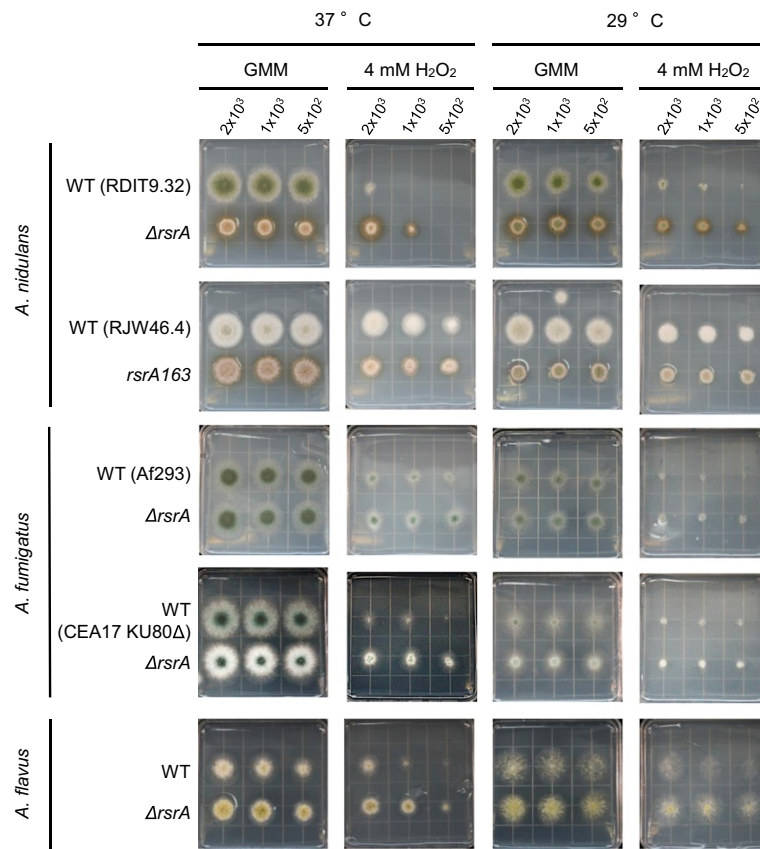 37 ° C
29 ° C
GMM
4 mM H₂O₂
GMM
4 mM H₂O₂
2x10³
1x10³
5x10²
2x10³
1x10³
5x10²
2x10³
1x10³
5x10²
2x10³
1x10³
5x10²
A. nidulans
WT (RDIT9.32)
ΔrsrA
WT (RJW46.4)
rsrA163
A. fumigatus
WT (Af293)
ΔrsrA
WT
(CEA17 KU80Δ)
ΔrsrA
A. flavus
WT
ΔrsrA